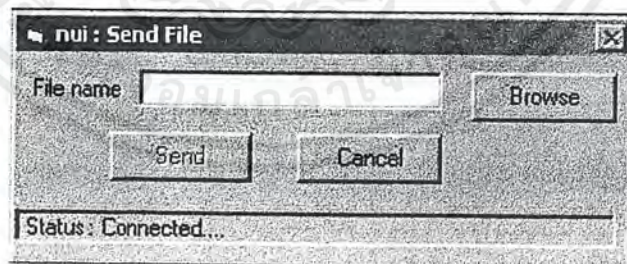 nui : Send File
File name
Browse
Send
Cancel
Status : Connected....